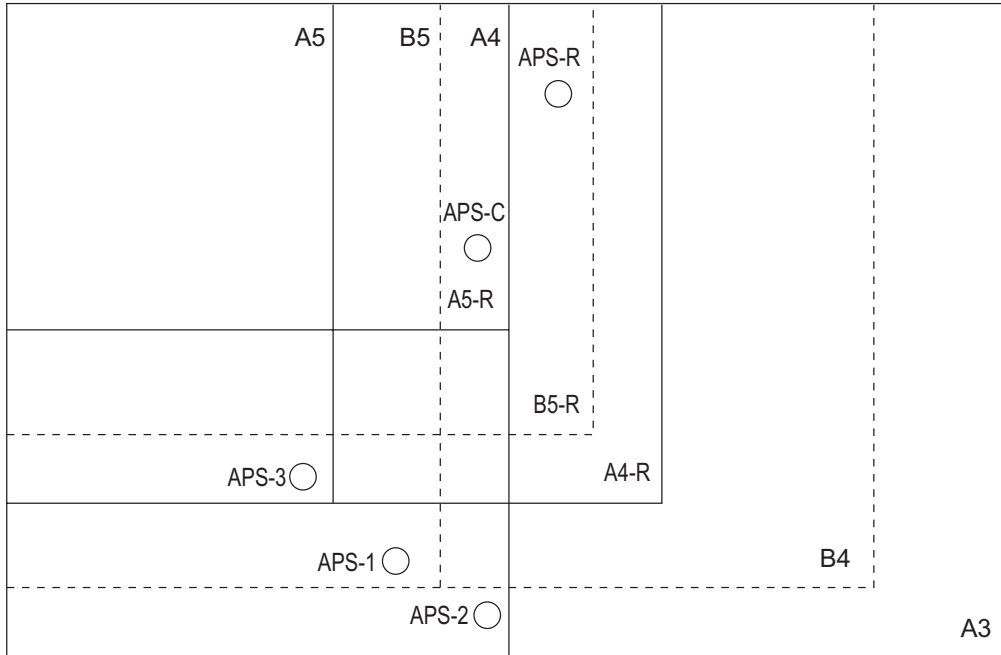 A5 B5 A4
APS-R
APS-C
A5-R
B5-R
APS-3 A4-R
APS-1 B4
APS-2
A3